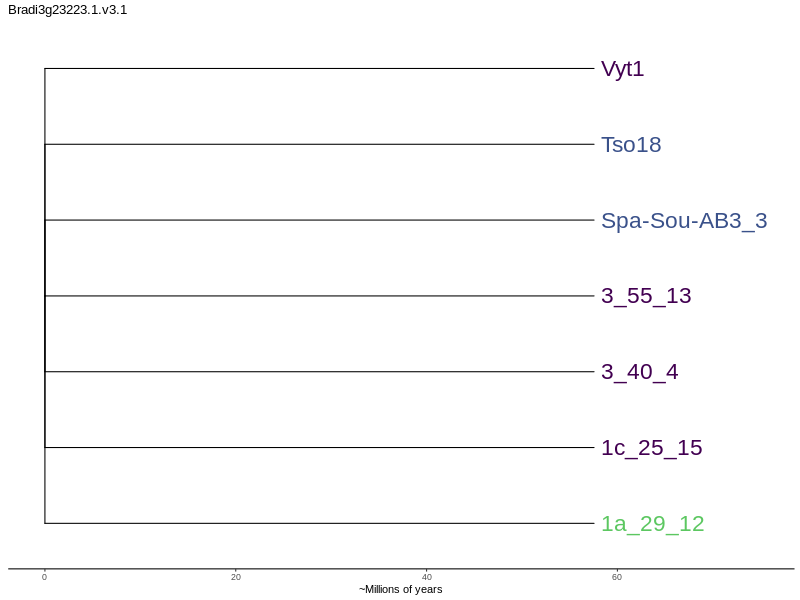 Bradi3g23223.1.v3.1
Vyt1
Tso18
Spa-Sou-AB3_3
3_55_13
3_40_4
1c_25_15
1a_29_12
0 20 40 60
~Millions of years